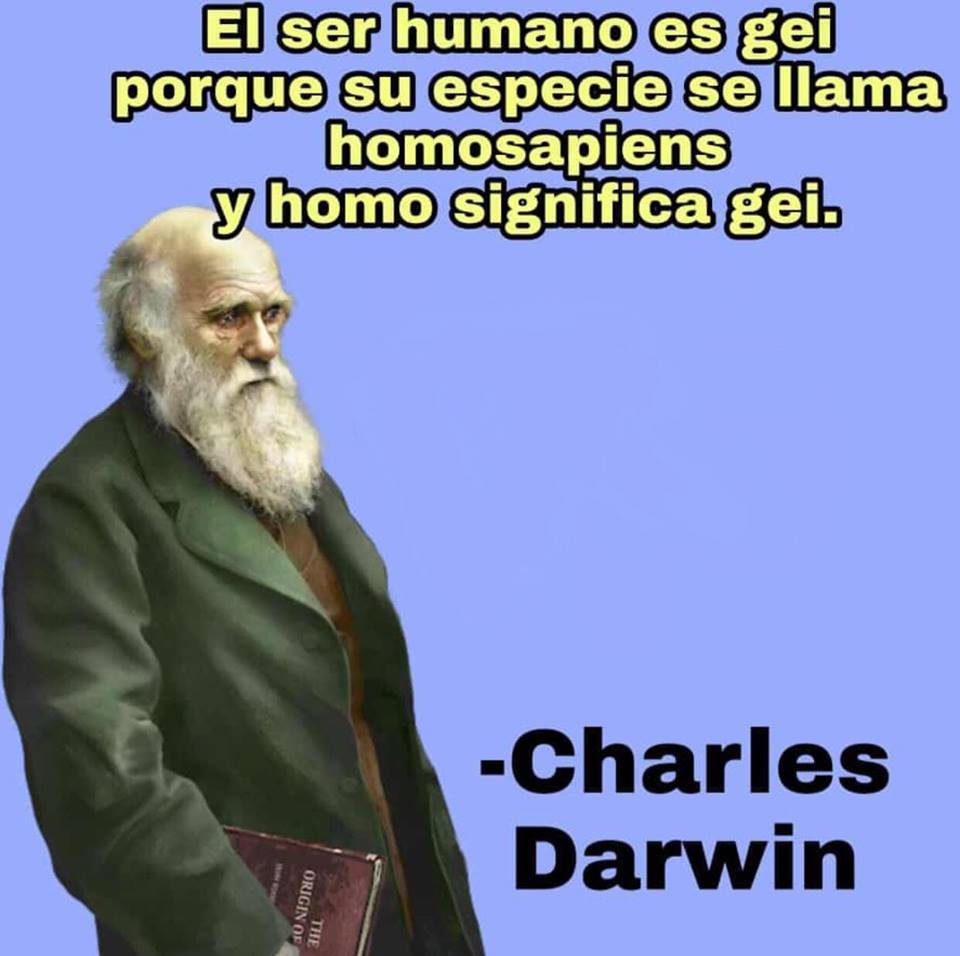 El ser humano es gei
porque su especie se llama
homosapiens
y homo significa gei.
-Charles
Darwin
THE
ORIGIN OF